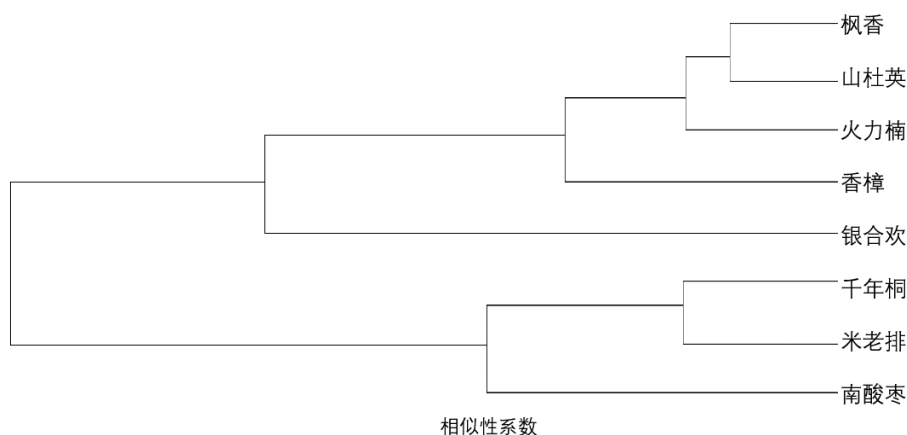 枫香
山杜英
火力楠
香樟
银合欢
千年桐
米老排
南酸枣
相似性系数